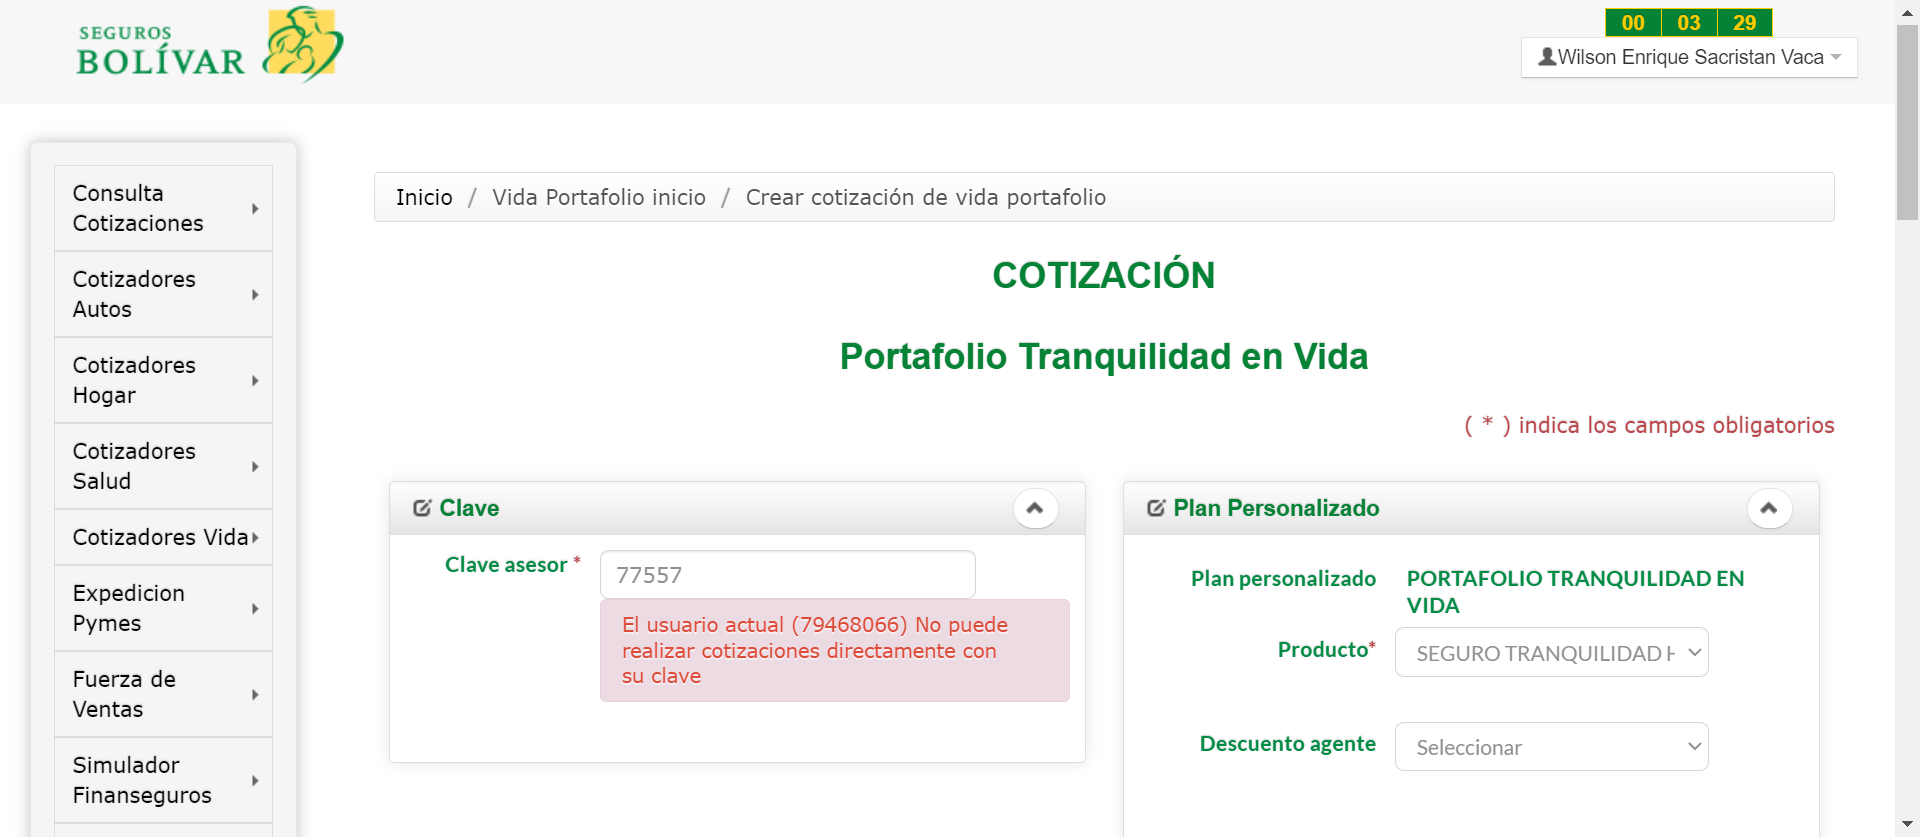 SEGUROS
BOLÍVAR
00 03 29
Wilson Enrique Sacristan Vaca
Consulta
Cotizaciones
Cotizadores
Autos
Cotizadores
Hogar
Cotizadores
Salud
Cotizadores Vida
Expedicion
Pymes
Fuerza de
Ventas
Simulador
Finanseguros
Inicio / Vida Portafolio inicio / Crear cotización de vida portafolio
COTIZACIÓN
Portafolio Tranquilidad en Vida
( * ) indica los campos obligatorios
Clave
Clave asesor *
77557
El usuario actual (79468066) No puede
realizar cotizaciones directamente con
su clave
Plan Personalizado
Plan personalizado PORTAFOLIO TRANQUILIDAD EN
VIDA
Producto* SEGURO TRANQUILIDAD
Descuento agente Seleccionar